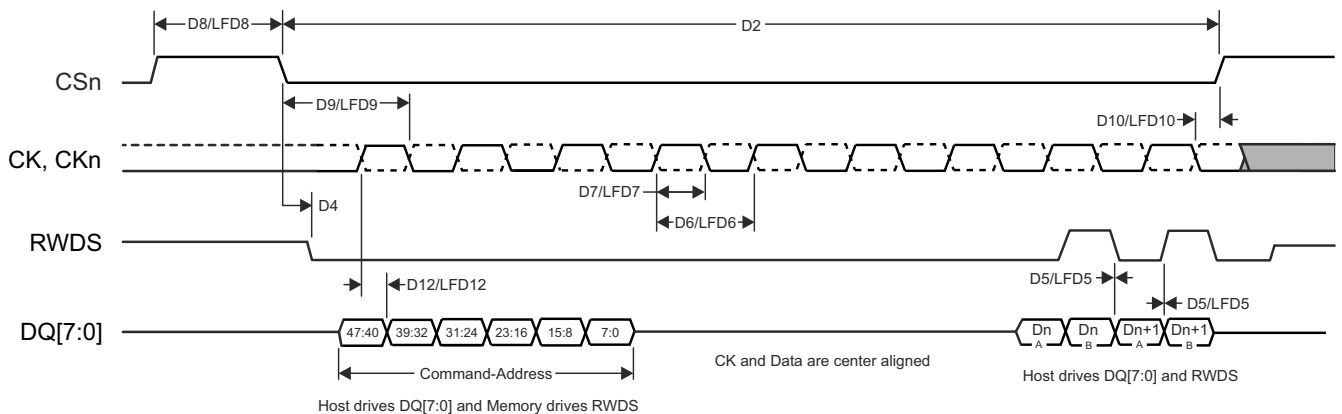 D8/LFD8
D2
CSn
D9/LFD9
D10/LFD10
CK, CKn
D7/LFD7
D4
D6/LFD6
RWDS
D12/LFD12
D5/LFD5
D5/LFD5
DQ[7:0]
47:40 39:32 31:24 23:16 15:8 7:0
Dn A Dn B Dn+1 A Dn+1 B
CK and Data are center aligned
Command-Address
Host drives DQ[7:0] and RWDS
Host drives DQ[7:0] and Memory drives RWDS